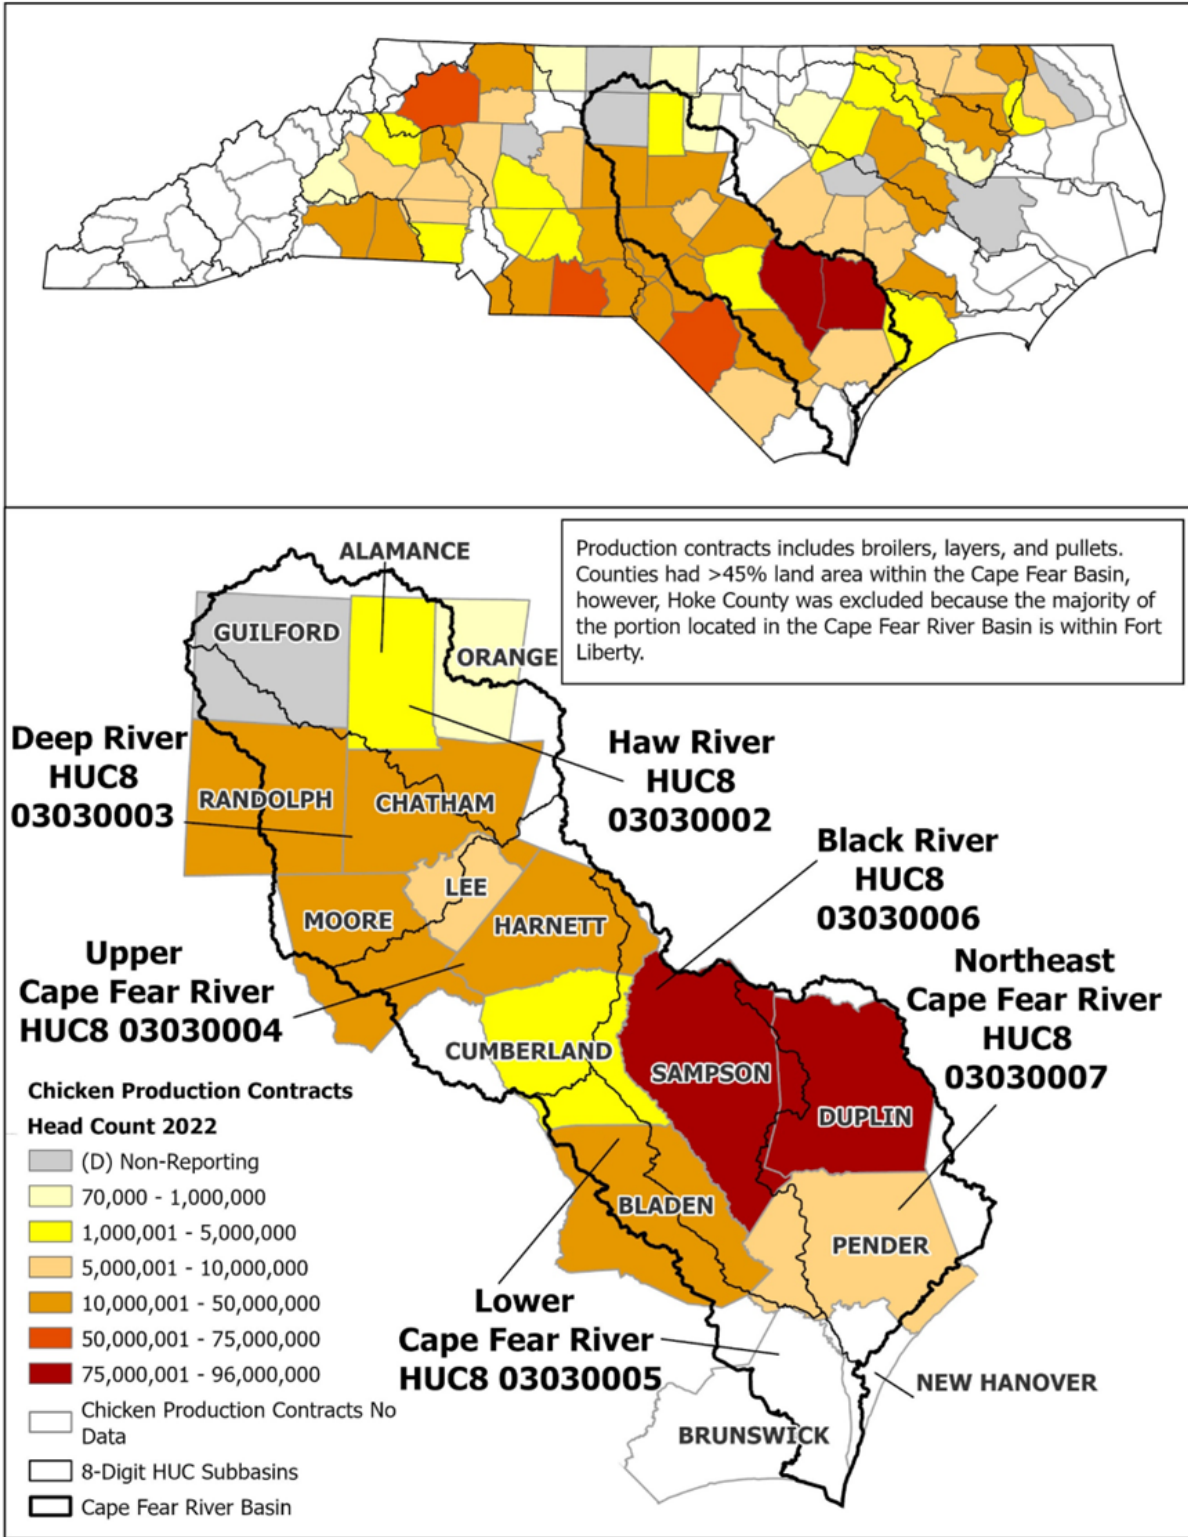 ALAMANCE
Production contracts includes broilers, layers, and pullets.
Counties had >45% land area within the Cape Fear Basin,
however, Hoke County was excluded because the majority of
the portion located in the Cape Fear River Basin is within Fort
Liberty.
GUILFORD
ORANGE
Deep River
HUC8
03030003
Haw River
HUC8
03030002
RANDOLPH
CHATHAM
Black River
HUC8
03030006
LEE
MOORE
HARNETT
Upper
Cape Fear River
HUC8 03030004
Northeast
Cape Fear River
HUC8
03030007
CUMBERLAND
SAMPSON
DUPLIN
BLADEN
PENDER
Lower
Cape Fear River
HUC8 03030005
NEW HANOVER
BRUNSWICK
Chicken Production Contracts
Head Count 2022
(D) Non-Reporting
70,000 - 1,000,000
1,000,001 - 5,000,000
5,000,001 - 10,000,000
10,000,001 - 50,000,000
50,000,001 - 75,000,000
75,000,001 - 96,000,000
Chicken Production Contracts No
Data
8-Digit HUC Subbasins
Cape Fear River Basin